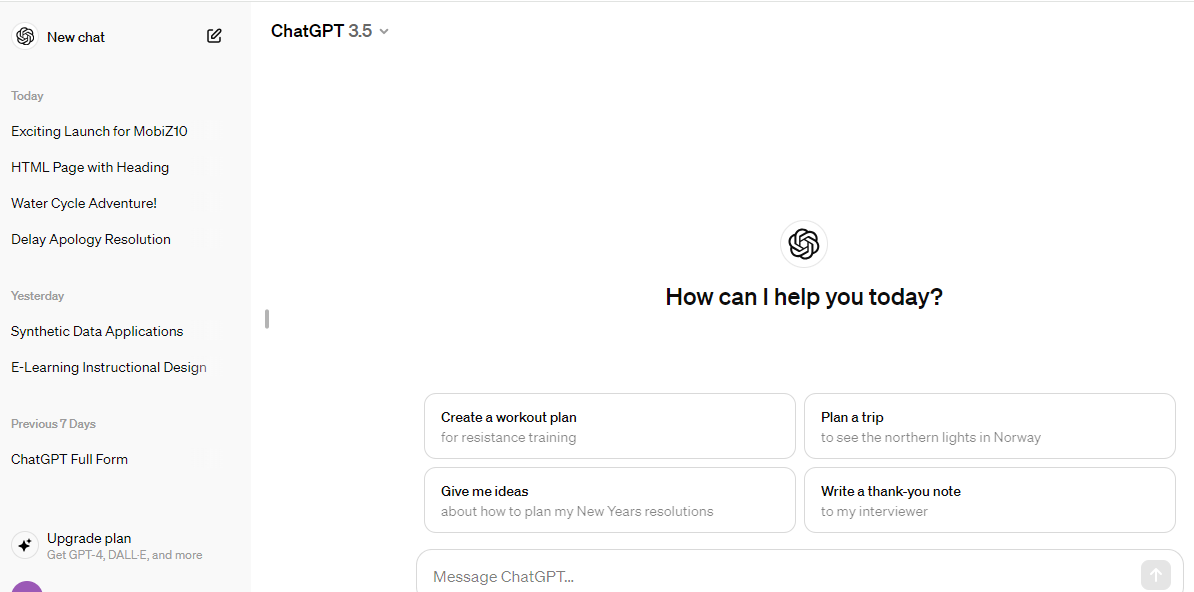 New chat
Today
Exciting Launch for MobiZ10
HTML Page with Heading
Water Cycle Adventure!
Delay Apology Resolution
Yesterday
Synthetic Data Applications
E-Learning Instructional Design
Previous 7 Days
ChatGPT Full Form
Upgrade plan
Get GPT-4, DALL·E, and more
ChatGPT 3.5
How can I help you today?
Create a workout plan
for resistance training
Plan a trip
to see the northern lights in Norway
Give me ideas
about how to plan my New Years resolutions
Write a thank-you note
to my interviewer
Message ChatGPT...